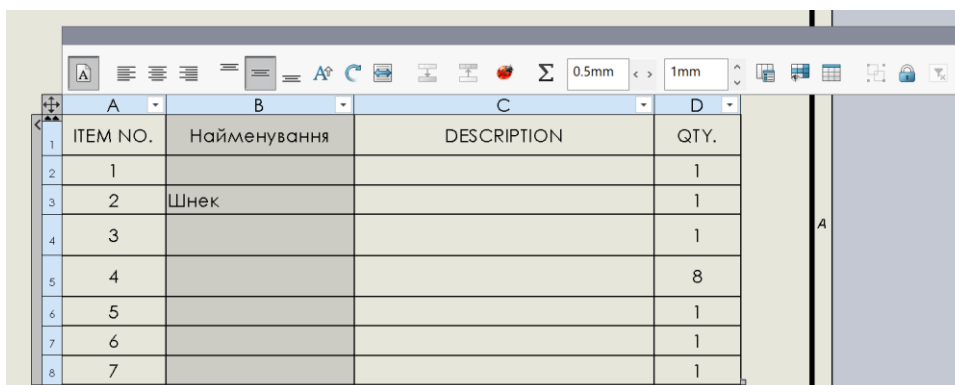 0.5mm 1mm
A B C D
1 ITEM NO. Найменування DESCRIPTION QTY.
2 1 1
3 2 Шнек 1
4 3 1
5 4 8
6 5 1
7 6 1
8 7 1
A